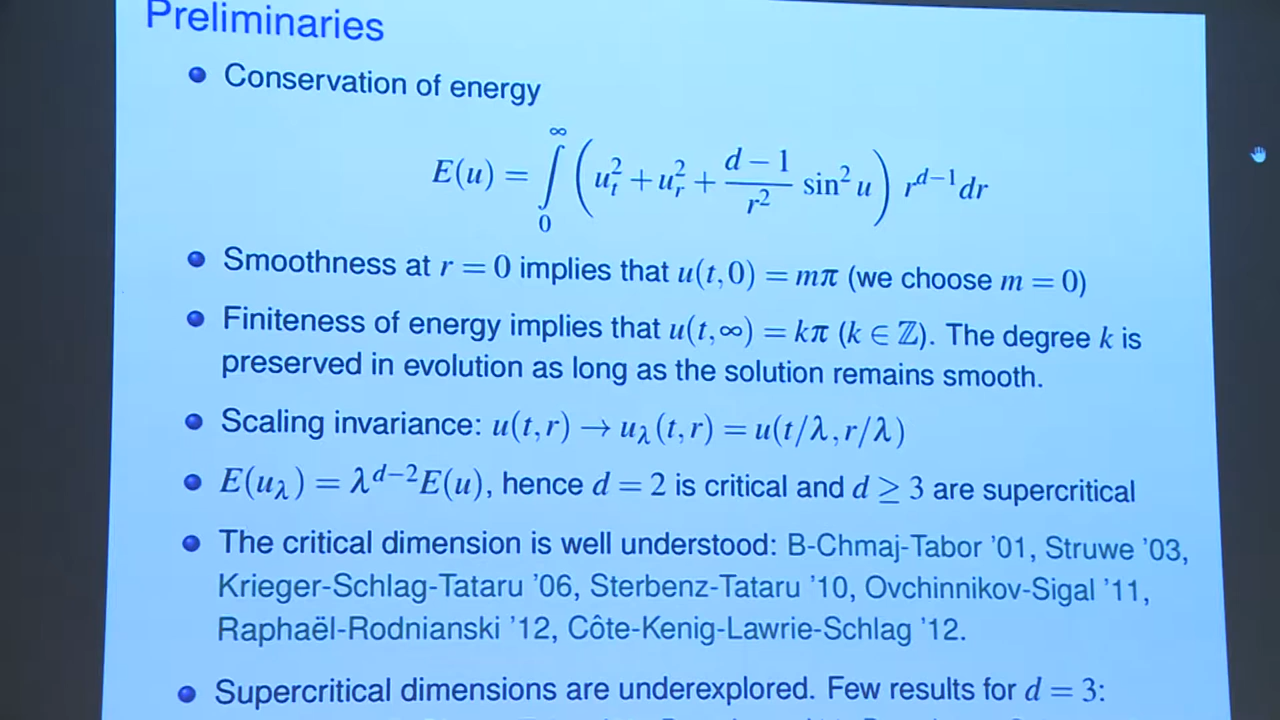 Preliminaries
Conservation of energy
E(u) = ∫₀^∞ (u_t² + u_r² + (d − 1)/r² sin² u) r^{d−1} dr
Smoothness at r = 0 implies that u(t,0) = mπ (we choose m = 0)
Finiteness of energy implies that u(t,∞) = kπ (k ∈ ℤ). The degree k is
preserved in evolution as long as the solution remains smooth.
Scaling invariance: u(t,r) → u_λ(t,r) = u(t/λ,r/λ)
E(u_λ) = λ^{d−2}E(u), hence d = 2 is critical and d ≥ 3 are supercritical
The critical dimension is well understood: B-Chmaj-Tabor '01, Struwe '03,
Krieger-Schlag-Tataru '06, Sterbenz-Tataru '10, Ovchinnikov-Sigal '11,
Raphaël-Rodnianski '12, Côte-Kenig-Lawrie-Schlag '12.
Supercritical dimensions are underexplored. Few results for d = 3: